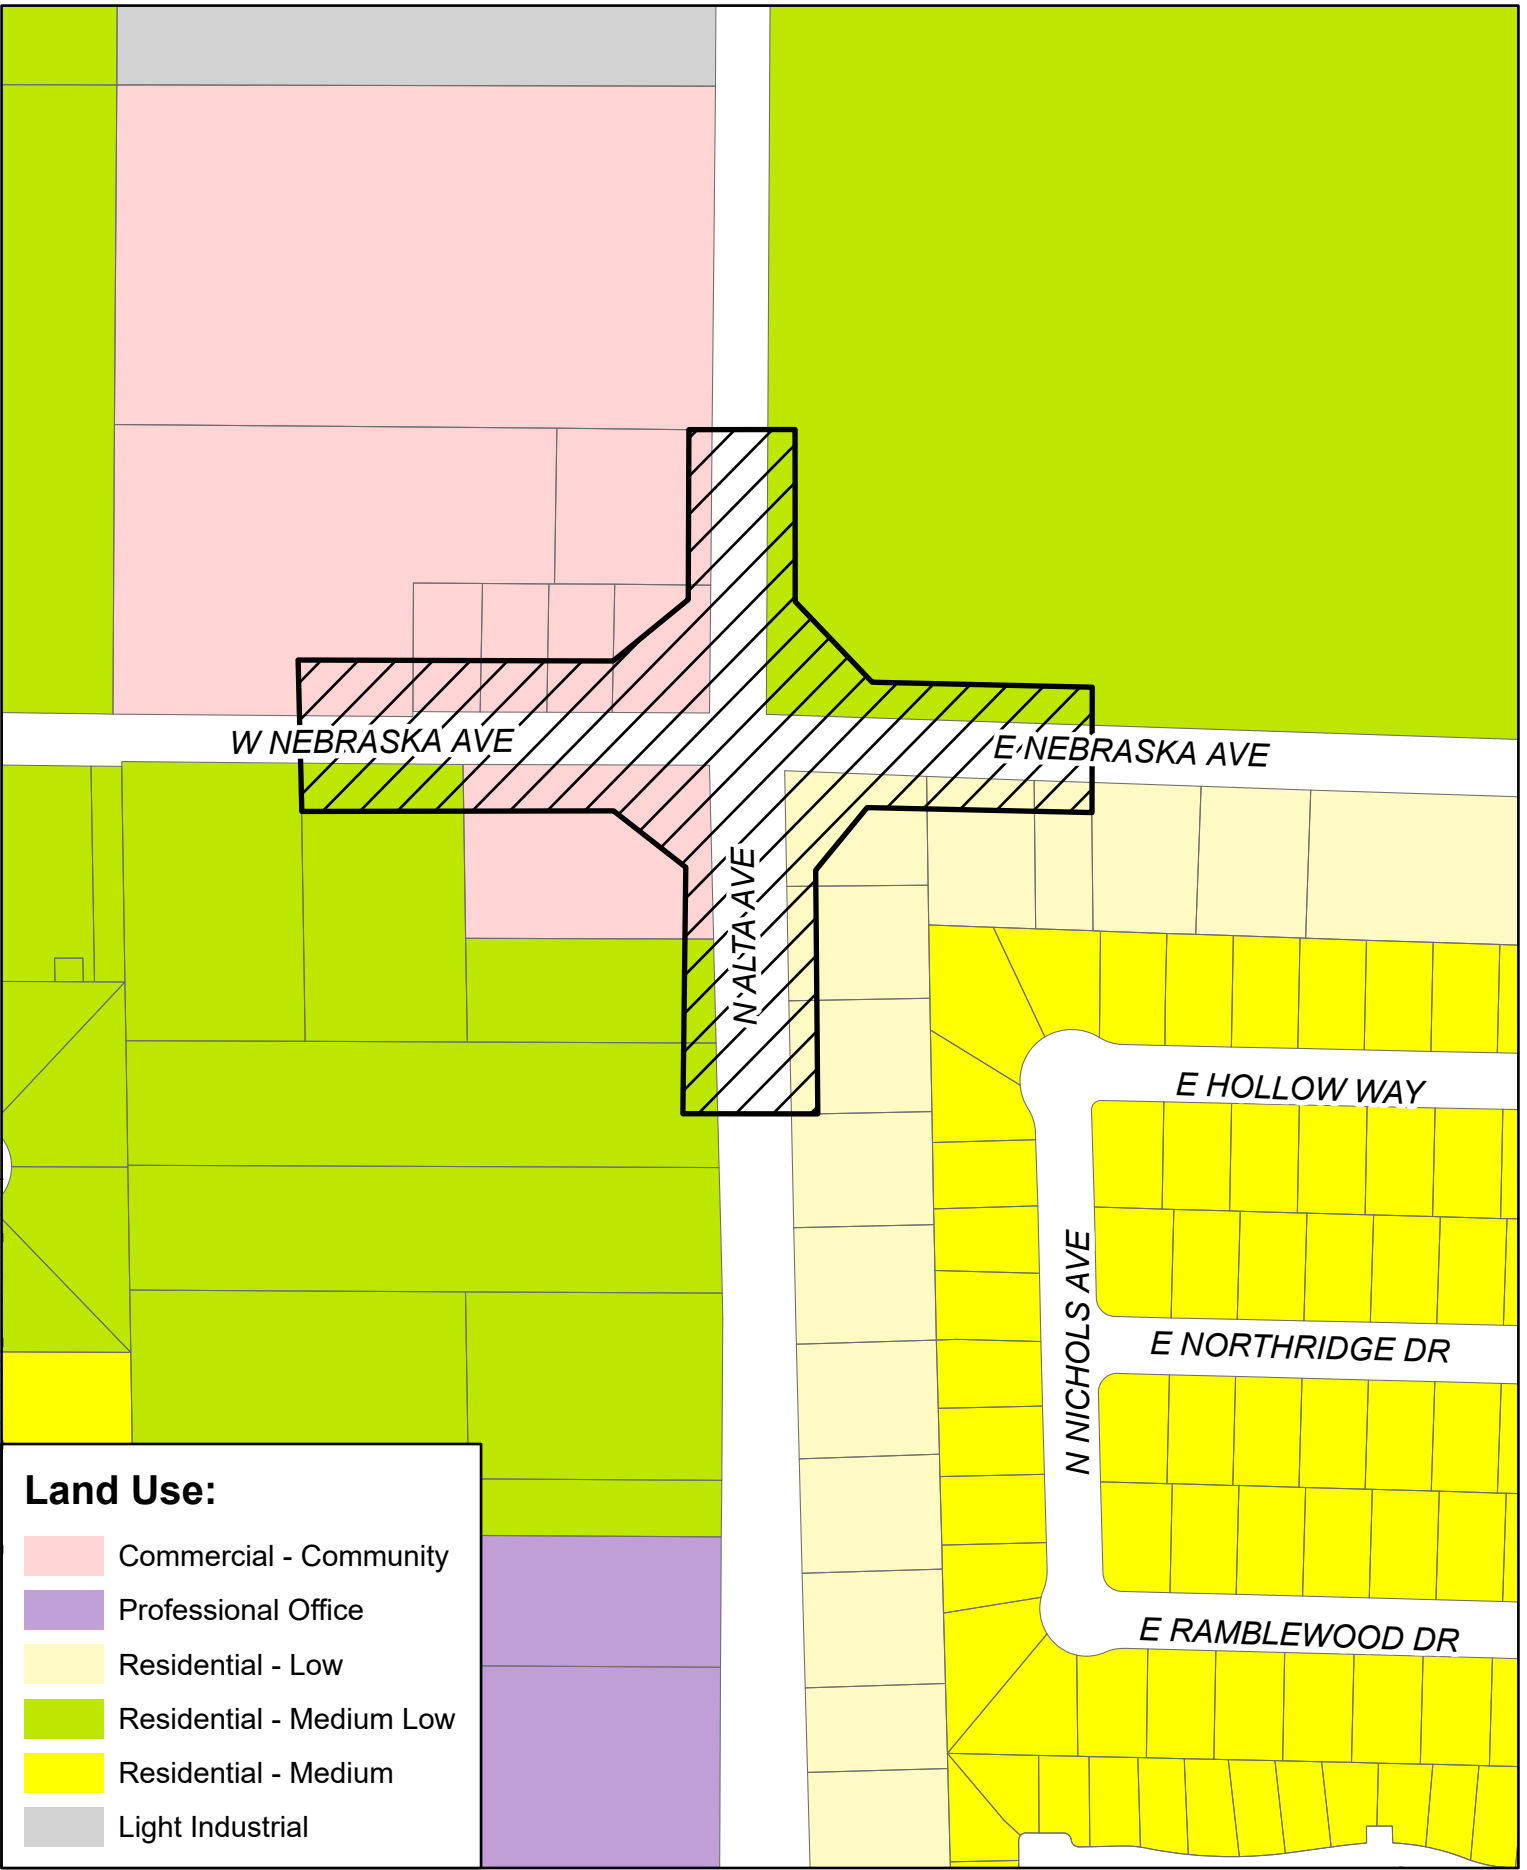 W NEBRASKA AVE
E NEBRASKA AVE
N ALTA AVE
E HOLLOW WAY
N NICHOLS AVE
E NORTHRIDGE DR
E RAMBLEWOOD DR
Land Use:
Commercial - Community
Professional Office
Residential - Low
Residential - Medium Low
Residential - Medium
Light Industrial